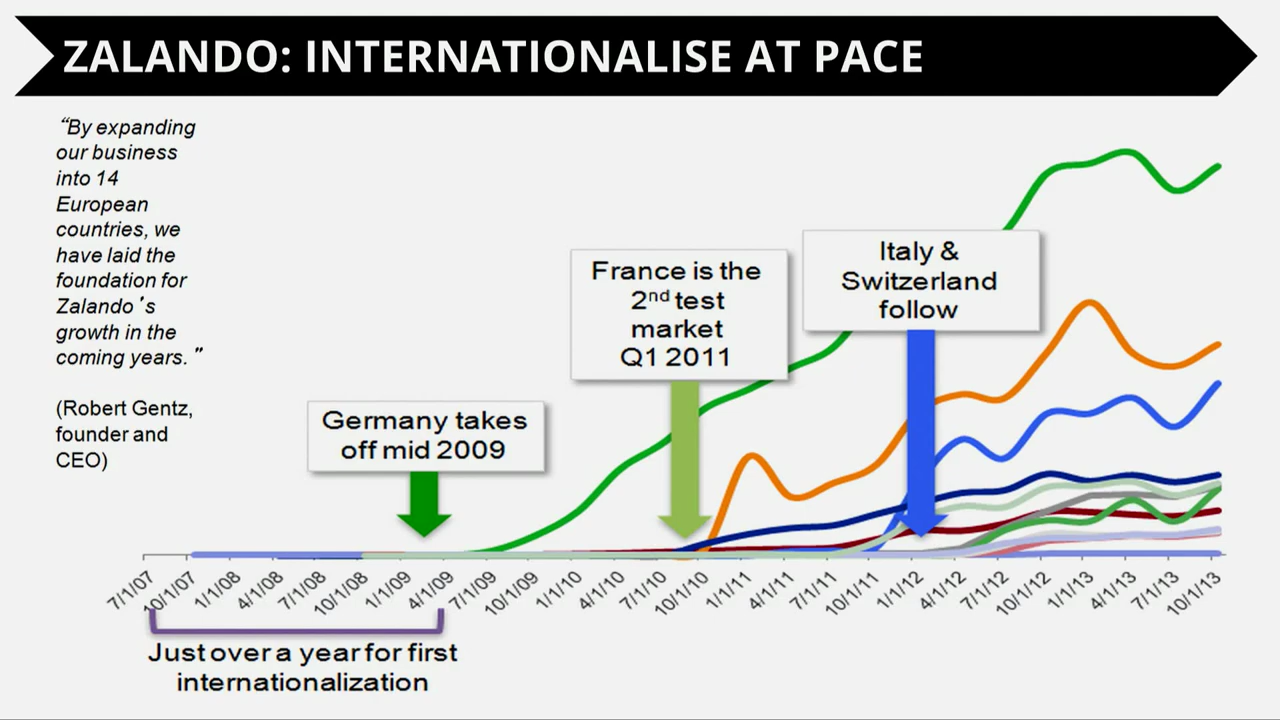 ZALANDO: INTERNATIONALISE AT PACE
“By expanding
our business
into 14
European
countries, we
have laid the
foundation for
Zalando ’s
growth in the
coming years. ”
(Robert Gentz,
founder and
CEO)
Germany takes
off mid 2009
France is the
2nd test
market
Q1 2011
Italy &
Switzerland
follow
7/1/07
10/1/07
1/1/08
4/1/08
7/1/08
10/1/08
1/1/09
4/1/09
7/1/09
10/1/09
1/1/10
4/1/10
7/1/10
10/1/10
1/1/11
4/1/11
7/1/11
10/1/11
1/1/12
4/1/12
7/1/12
10/1/12
1/1/13
4/1/13
7/1/13
10/1/13
Just over a year for first
internationalization